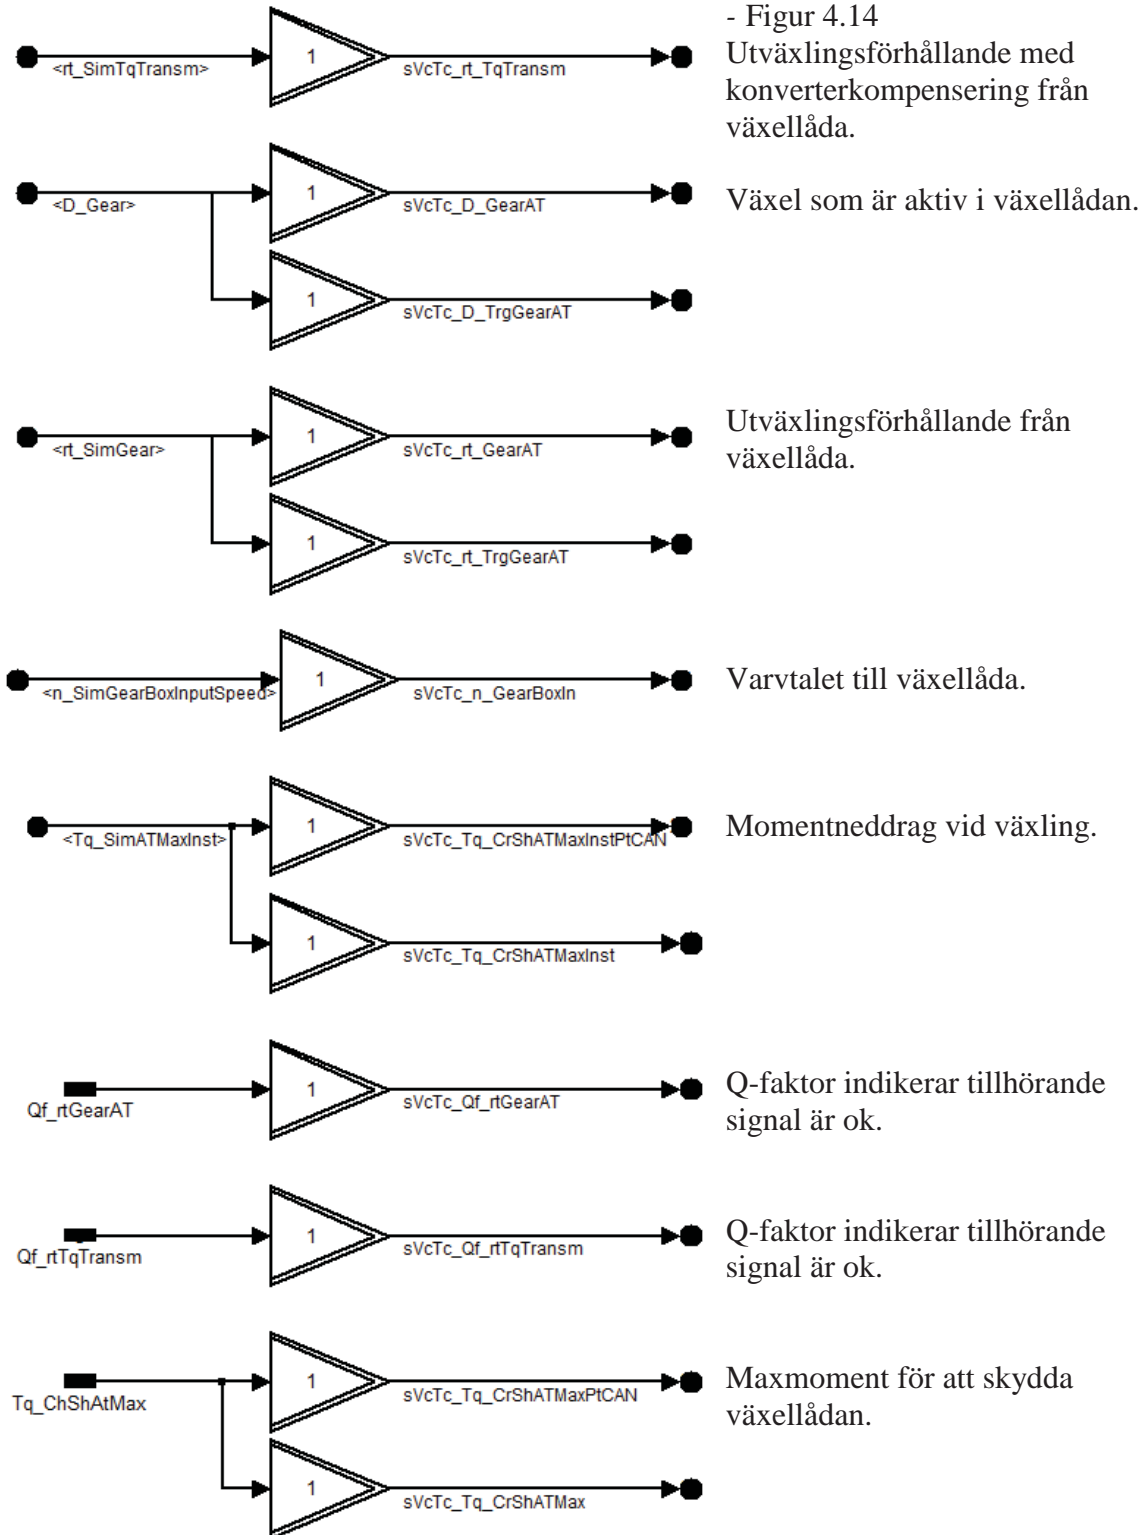 - Figur 4.14
Utväxlingsförhållande med
konverterkompensering från
växellåda.
1
<rt_SimTqTransm>
sVcTc_rt_TqTransm
1
<D_Gear>
sVcTc_D_GearAT
Växel som är aktiv i växellådan.
1
sVcTc_D_TrgGearAT
1
<rt_SimGear>
sVcTc_rt_GearAT
Utväxlingsförhållande från
växellåda.
1
sVcTc_rt_TrgGearAT
1
<n_SimGearBoxInputSpeed>
sVcTc_n_GearBoxIn
Varvtalet till växellåda.
1
<Tq_SimATMaxInst>
sVcTc_Tq_CrShATMaxInstPtCAN
Momentneddrag vid växling.
1
sVcTc_Tq_CrShATMaxInst
1
Qf_rtGearAT
sVcTc_Qf_rtGearAT
Q-faktor indikerar tillhörande
signal är ok.
1
Qf_rtTqTransm
sVcTc_Qf_rtTqTransm
Q-faktor indikerar tillhörande
signal är ok.
1
Tq_ChShAtMax
sVcTc_Tq_CrShATMaxPtCAN
Maxmoment för att skydda
växellådan.
1
sVcTc_Tq_CrShATMax